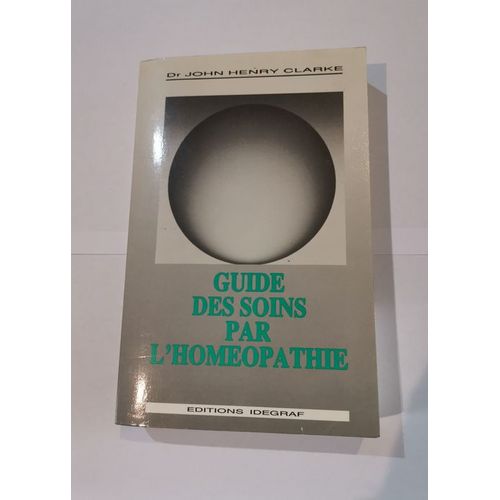 Dr JOHN HENRY CLARKE
GUIDE
DES SOINS
PAR
L'HOMEOPATHIE
EDITIONS IDEGRAF